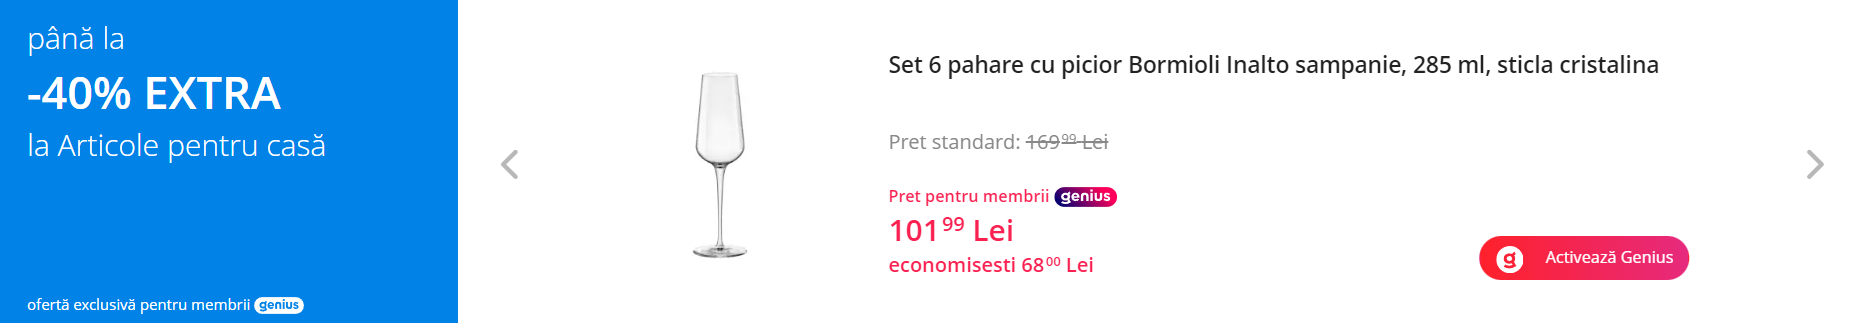 până la
-40% EXTRA
la Articole pentru casă
ofertă exclusivă pentru membrii genius
Set 6 pahare cu picior Bormioli Inalto sampanie, 285 ml, sticla cristalina
Pret standard: 169⁹⁹ Lei
Pret pentru membrii genius
101⁹⁹ Lei
economisesti 68⁰⁰ Lei
g Activează Genius